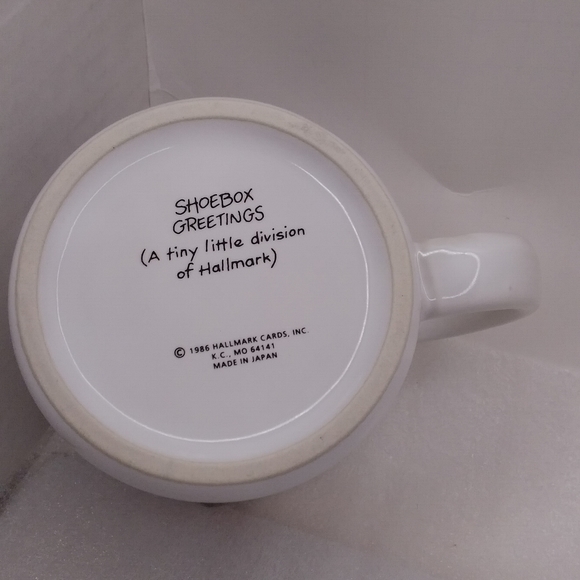 SHOEBOX
GREETINGS
(A tiny little division
of Hallmark)
© 1986 HALLMARK CARDS, INC.
K.C., MO 64141
MADE IN JAPAN